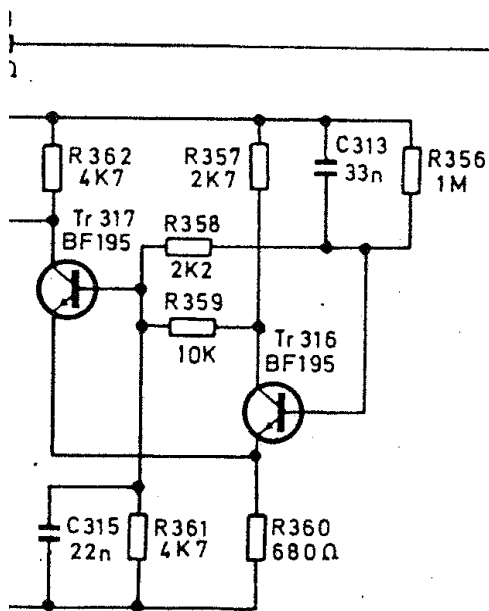 Ω
R362
4K7
R357
2K7
C313
33n
R356
1M
Tr 317
BF195
R358
2K2
R359
10K
Tr 316
BF195
C315
22n
R361
4K7
R360
680Ω